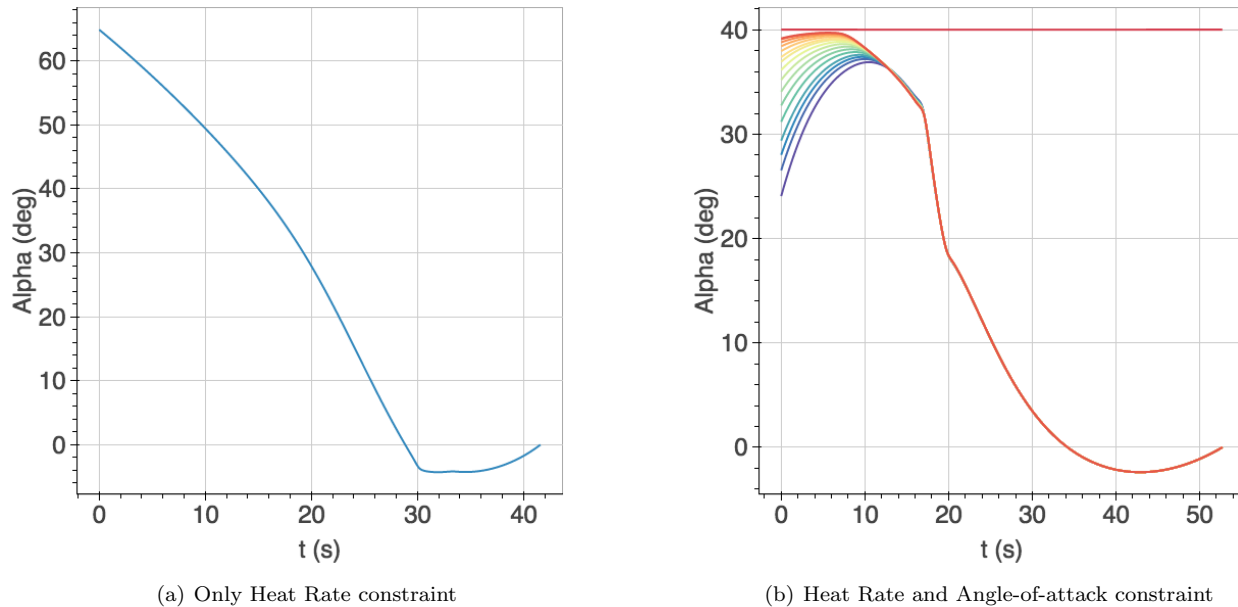 60
50
40
30
20
10
0
Alpha (deg)
0 10 20 30 40
t (s)
(a) Only Heat Rate constraint
40
30
20
10
0
Alpha (deg)
0 10 20 30 40 50
t (s)
(b) Heat Rate and Angle-of-attack constraint